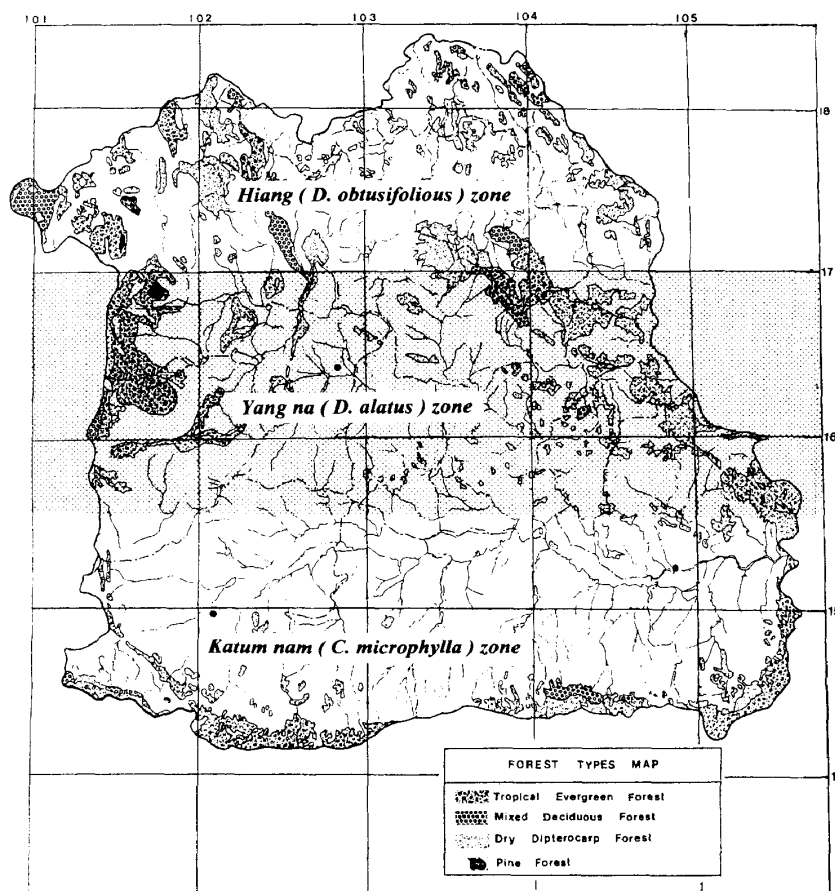 101 102 103 104 105
18
Hiang ( D. obtusifolious ) zone
17
Yang na ( D. alatus ) zone
16
15
Katum nam ( C. microphylla ) zone
FOREST TYPES MAP
Tropical Evergreen Forest
Mixed Deciduous Forest
Dry Dipterocarp Forest
Pine Forest